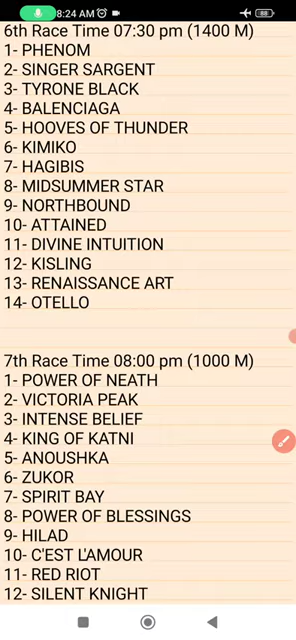 8:24 AM
88
6th Race Time 07:30 pm (1400 M)
1- PHENOM
2- SINGER SARGENT
3- TYRONE BLACK
4- BALENCIAGA
5- HOOVES OF THUNDER
6- KIMIKO
7- HAGIBIS
8- MIDSUMMER STAR
9- NORTHBOUND
10- ATTAINED
11- DIVINE INTUITION
12- KISLING
13- RENAISSANCE ART
14- OTELLO
7th Race Time 08:00 pm (1000 M)
1- POWER OF NEATH
2- VICTORIA PEAK
3- INTENSE BELIEF
4- KING OF KATNI
5- ANOUSHKA
6- ZUKOR
7- SPIRIT BAY
8- POWER OF BLESSINGS
9- HILAD
10- C'EST L'AMOUR
11- RED RIOT
12- SILENT KNIGHT